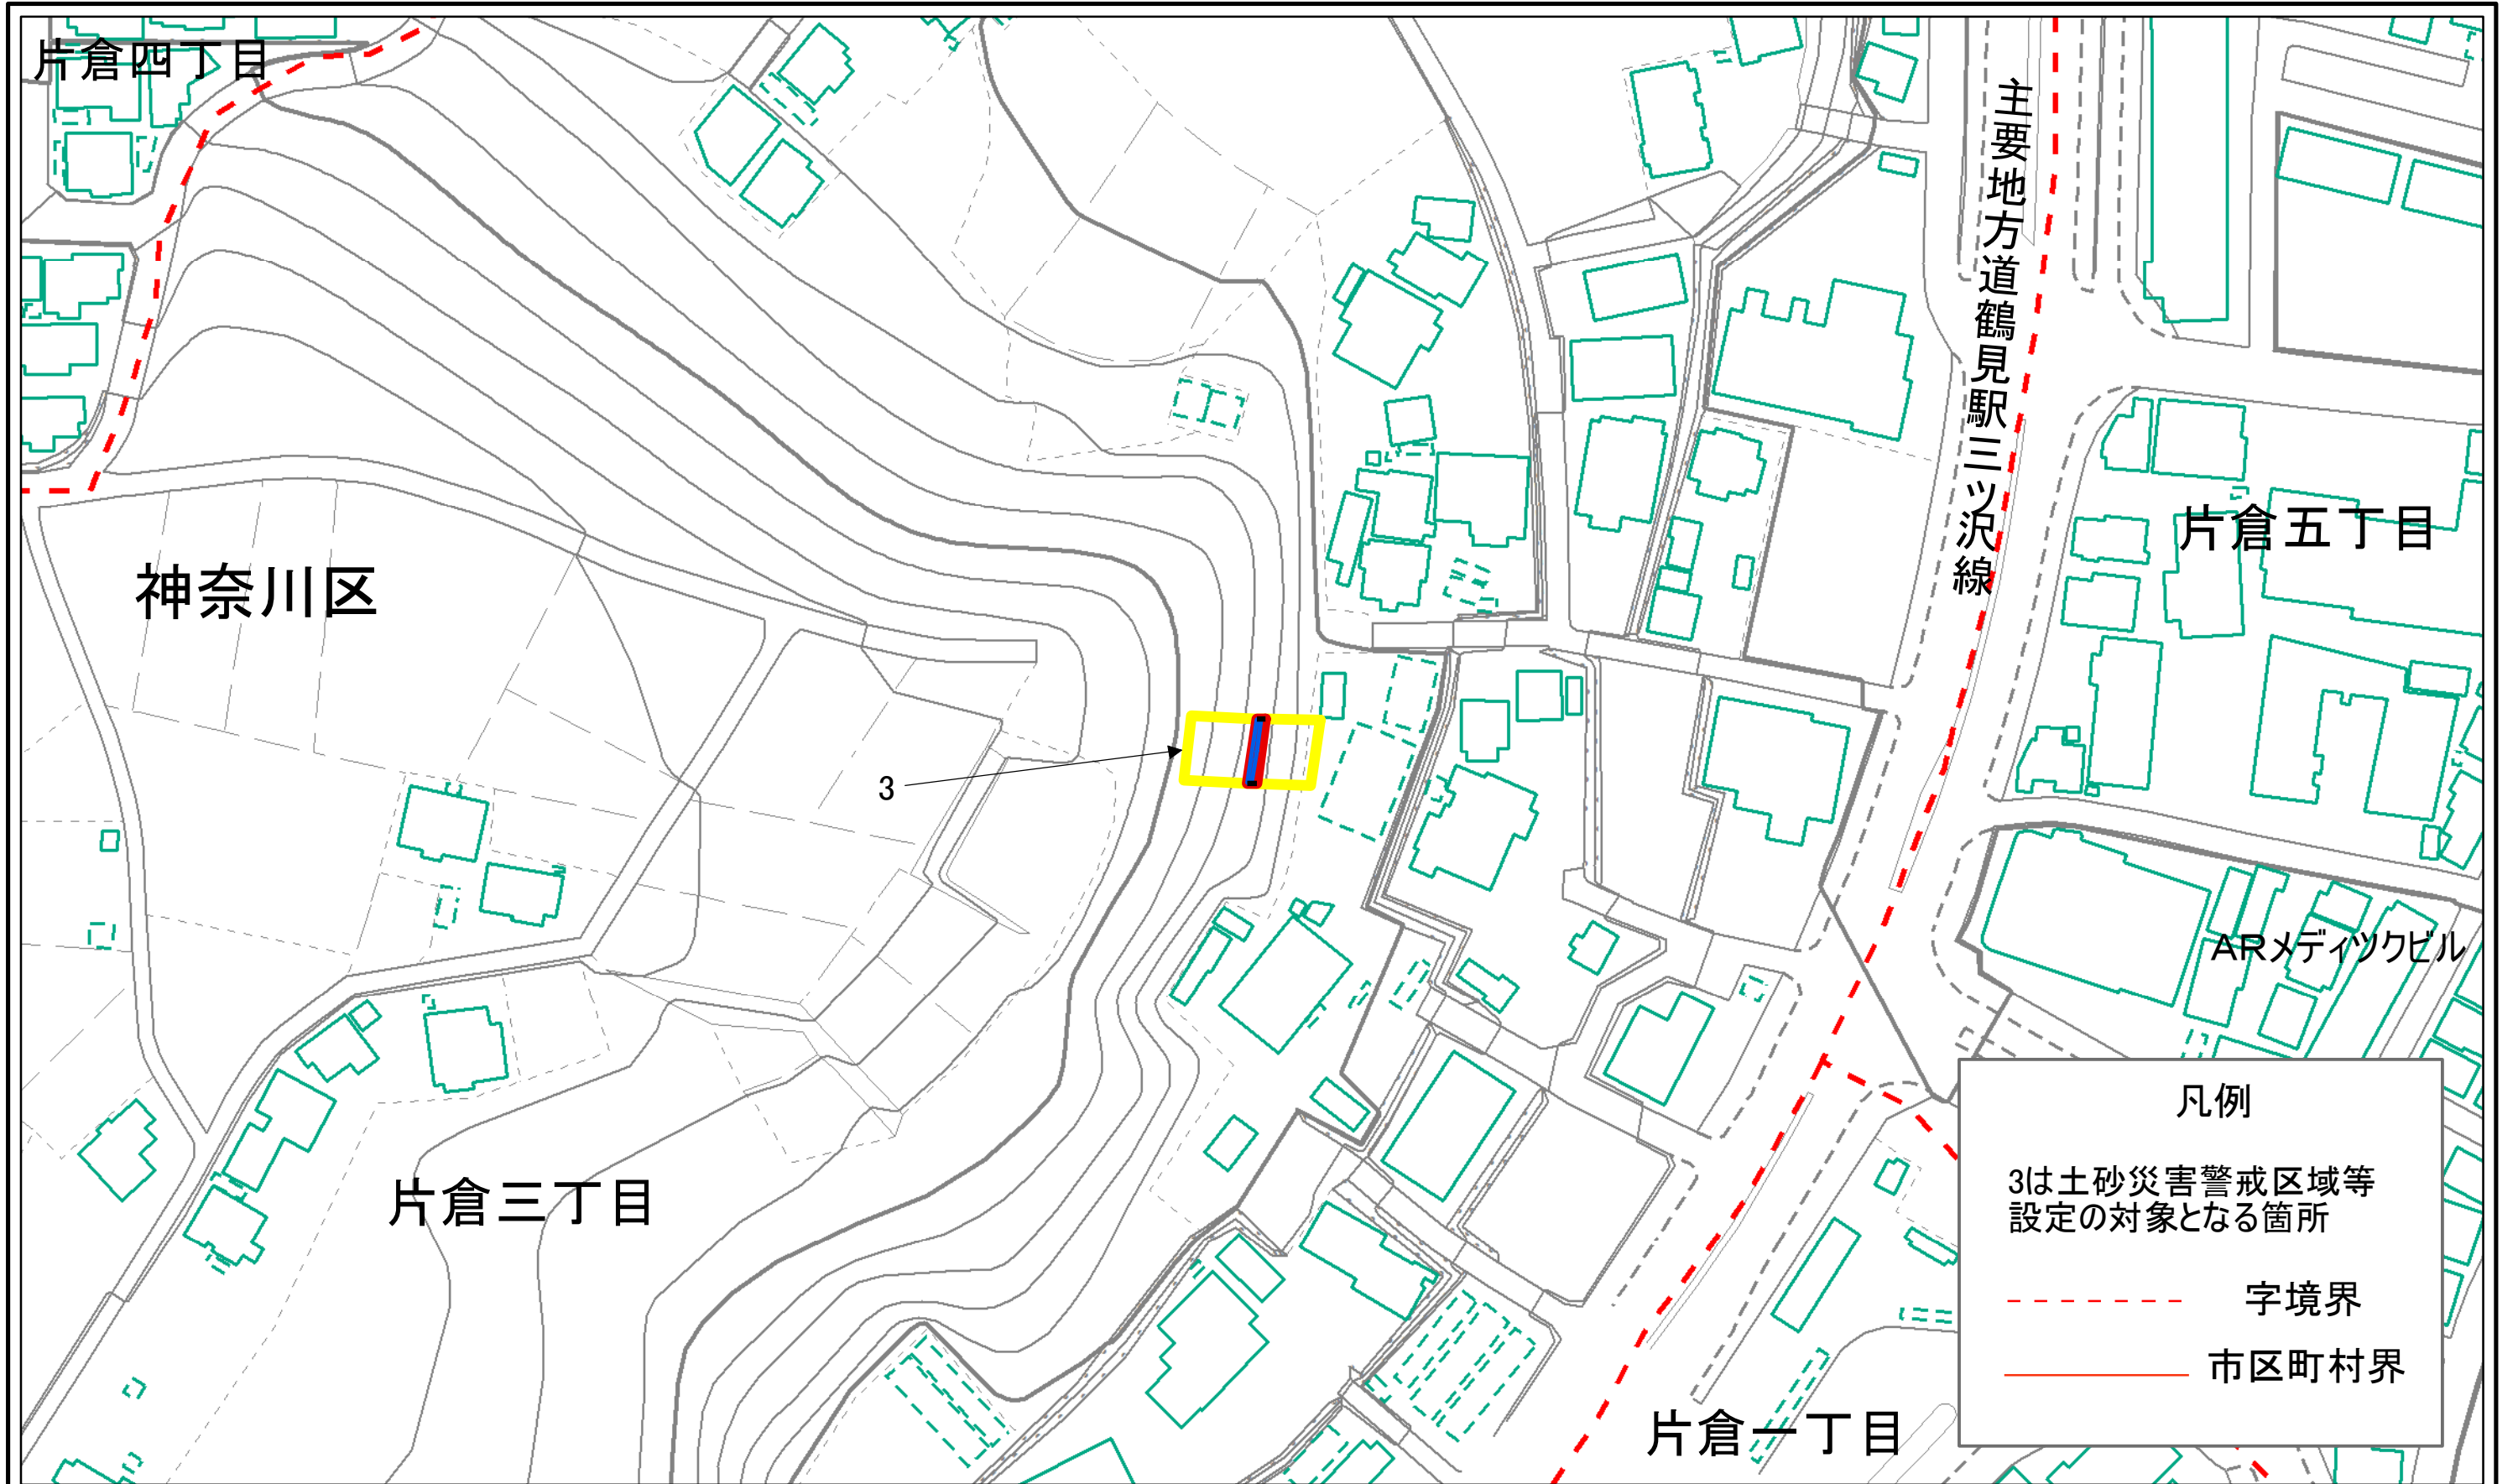 片倉四丁目
主要地方道鶴見駅三ツ沢線
片倉五丁目
神奈川区
3
ARメディックビル
片倉三丁目
片倉一丁目
凡例
3は土砂災害警戒区域等
設定の対象となる箇所
字境界
市区町村界